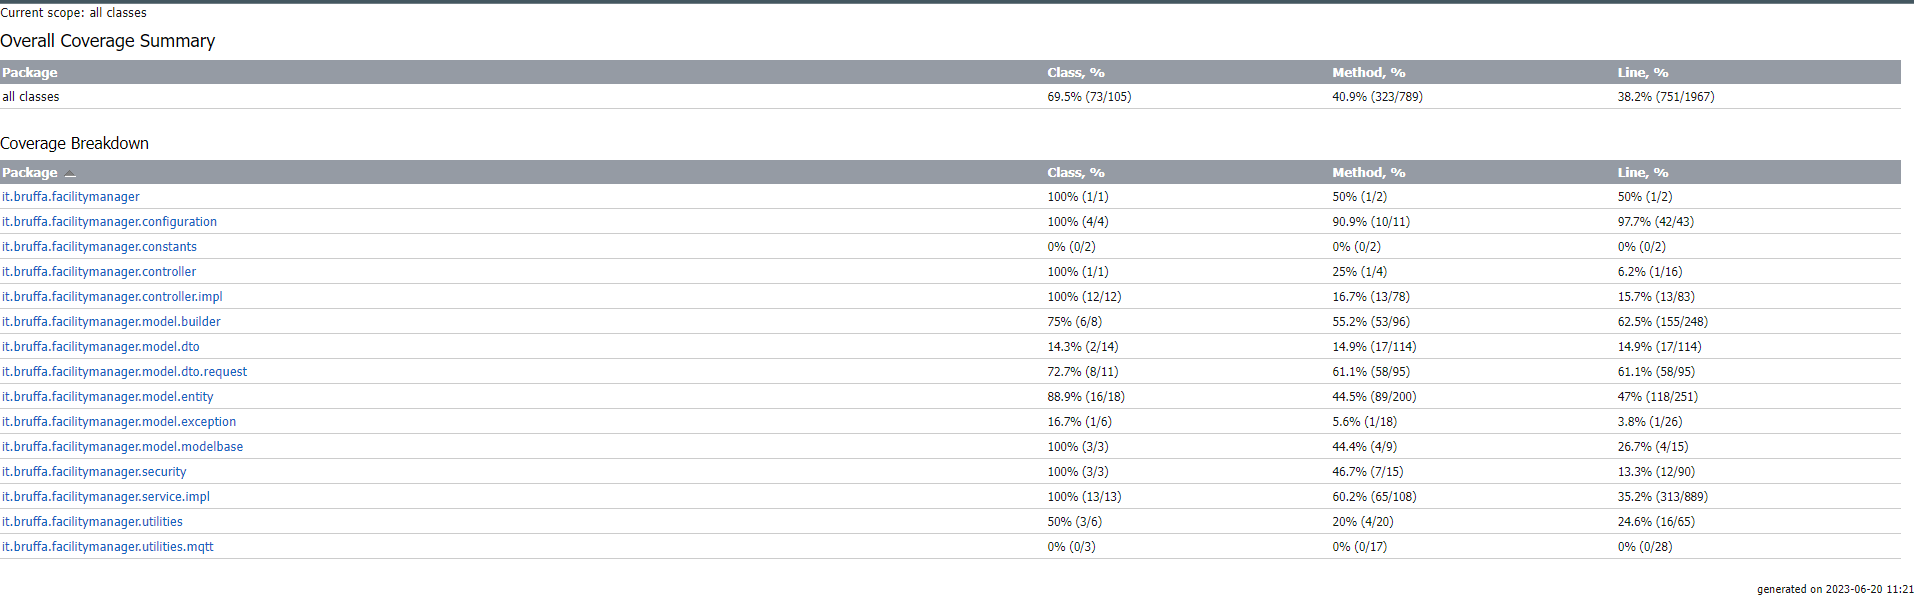 Current scope: all classes
Overall Coverage Summary
Package Class, % Method, % Line, %
all classes 69.5% (73/105) 40.9% (323/789) 38.2% (751/1967)
Coverage Breakdown
Package Class, % Method, % Line, %
it.bruffa.facilitymanager 100% (1/1) 50% (1/2) 50% (1/2)
it.bruffa.facilitymanager.configuration 100% (4/4) 90.9% (10/11) 97.7% (42/43)
it.bruffa.facilitymanager.constants 0% (0/2) 0% (0/2) 0% (0/2)
it.bruffa.facilitymanager.controller 100% (1/1) 25% (1/4) 6.2% (1/16)
it.bruffa.facilitymanager.controller.impl 100% (12/12) 16.7% (13/78) 15.7% (13/83)
it.bruffa.facilitymanager.model.builder 75% (6/8) 55.2% (53/96) 62.5% (155/248)
it.bruffa.facilitymanager.model.dto 14.3% (2/14) 14.9% (17/114) 14.9% (17/114)
it.bruffa.facilitymanager.model.dto.request 72.7% (8/11) 61.1% (58/95) 61.1% (58/95)
it.bruffa.facilitymanager.model.entity 88.9% (16/18) 44.5% (89/200) 47% (118/251)
it.bruffa.facilitymanager.model.exception 16.7% (1/6) 5.6% (1/18) 3.8% (1/26)
it.bruffa.facilitymanager.model.modelbase 100% (3/3) 44.4% (4/9) 26.7% (4/15)
it.bruffa.facilitymanager.security 100% (3/3) 46.7% (7/15) 13.3% (12/90)
it.bruffa.facilitymanager.service.impl 100% (13/13) 60.2% (65/108) 35.2% (313/889)
it.bruffa.facilitymanager.utilities 50% (3/6) 20% (4/20) 24.6% (16/65)
it.bruffa.facilitymanager.utilities.mqtt 0% (0/3) 0% (0/17) 0% (0/28)
generated on 2023-06-20 11:21